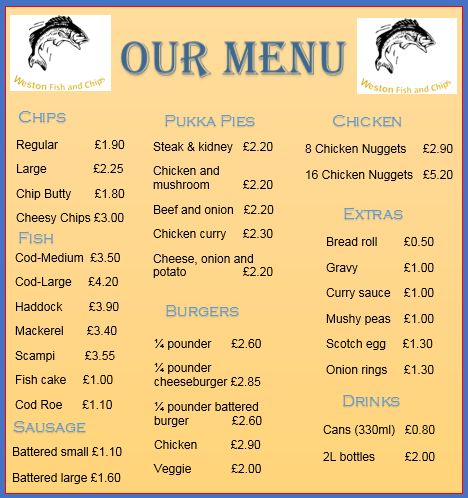 Weston Fish and Chips
OUR MENU
Weston Fish and Chips
Chips
Regular £1.90
Large £2.25
Chip Butty £1.80
Cheesy Chips £3.00
Fish
Cod-Medium £3.50
Cod-Large £4.20
Haddock £3.90
Mackerel £3.40
Scampi £3.55
Fish cake £1.00
Cod Roe £1.10
Sausage
Battered small £1.10
Battered large £1.60
Pukka Pies
Steak & kidney £2.20
Chicken and
mushroom £2.20
Beef and onion £2.20
Chicken curry £2.30
Cheese, onion and
potato £2.20
Burgers
¼ pounder £2.60
¼ pounder
cheeseburger £2.85
¼ pounder battered
burger £2.60
Chicken £2.90
Veggie £2.00
Chicken
8 Chicken Nuggets £2.90
16 Chicken Nuggets £5.20
Extras
Bread roll £0.50
Gravy £1.00
Curry sauce £1.00
Mushy peas £1.00
Scotch egg £1.30
Onion rings £1.30
Drinks
Cans (330ml) £0.80
2L bottles £2.00